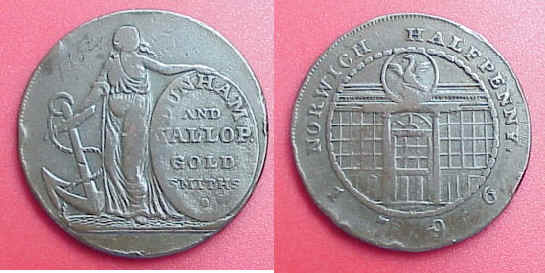 DUNHAM
AND
YALLOP.
GOLD
SMITHS
NORWICH HALFPENNY.
1796